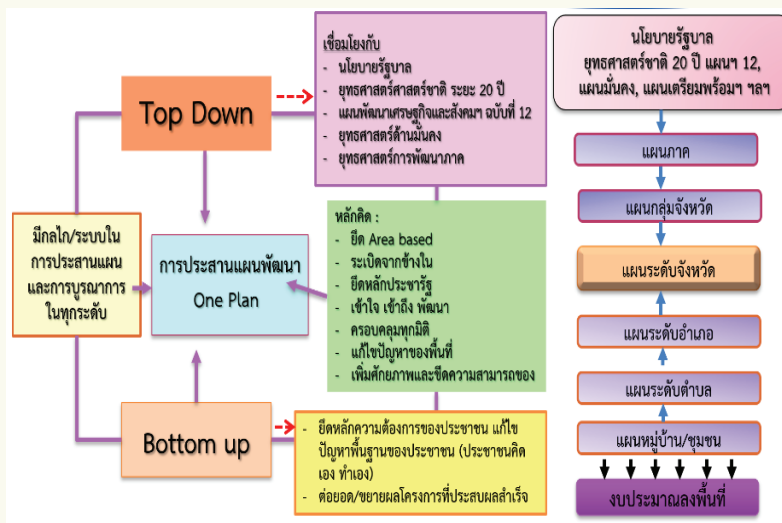 Top Down
เชื่อมโยงกับ
- นโยบายรัฐบาล
- ยุทธศาสตร์ศาสตร์ชาติ ระยะ 20 ปี
- แผนพัฒนาเศรษฐกิจและสังคมฯ ฉบับที่ 12
- ยุทธศาสตร์ด้านมั่นคง
- ยุทธศาสตร์การพัฒนาภาค
มีกลไก/ระบบใน
การประสานแผน
และการบูรณาการ
ในทุกระดับ
การประสานแผนพัฒนา
One Plan
หลักคิด :
- ยึด Area based
- ระเบิดจากข้างใน
- ยึดหลักประชารัฐ
- เข้าใจ เข้าถึง พัฒนา
- ครอบคลุมทุกมิติ
- แก้ไขปัญหาของพื้นที่
- เพิ่มศักยภาพและขีดความสามารถของ
Bottom up
- ยึดหลักความต้องการของประชาชน แก้ไข
ปัญหาพื้นฐานของประชาชน (ประชาชนคิด
เอง ทำเอง)
- ต่อยอด/ขยายผลโครงการที่ประสบผลสำเร็จ
นโยบายรัฐบาล
ยุทธศาสตร์ชาติ 20 ปี แผนฯ 12,
แผนมั่นคง, แผนเตรียมพร้อมฯ ฯลฯ
แผนภาค
แผนกลุ่มจังหวัด
แผนระดับจังหวัด
แผนระดับอำเภอ
แผนระดับตำบล
แผนหมู่บ้าน/ชุมชน
งบประมาณลงพื้นที่